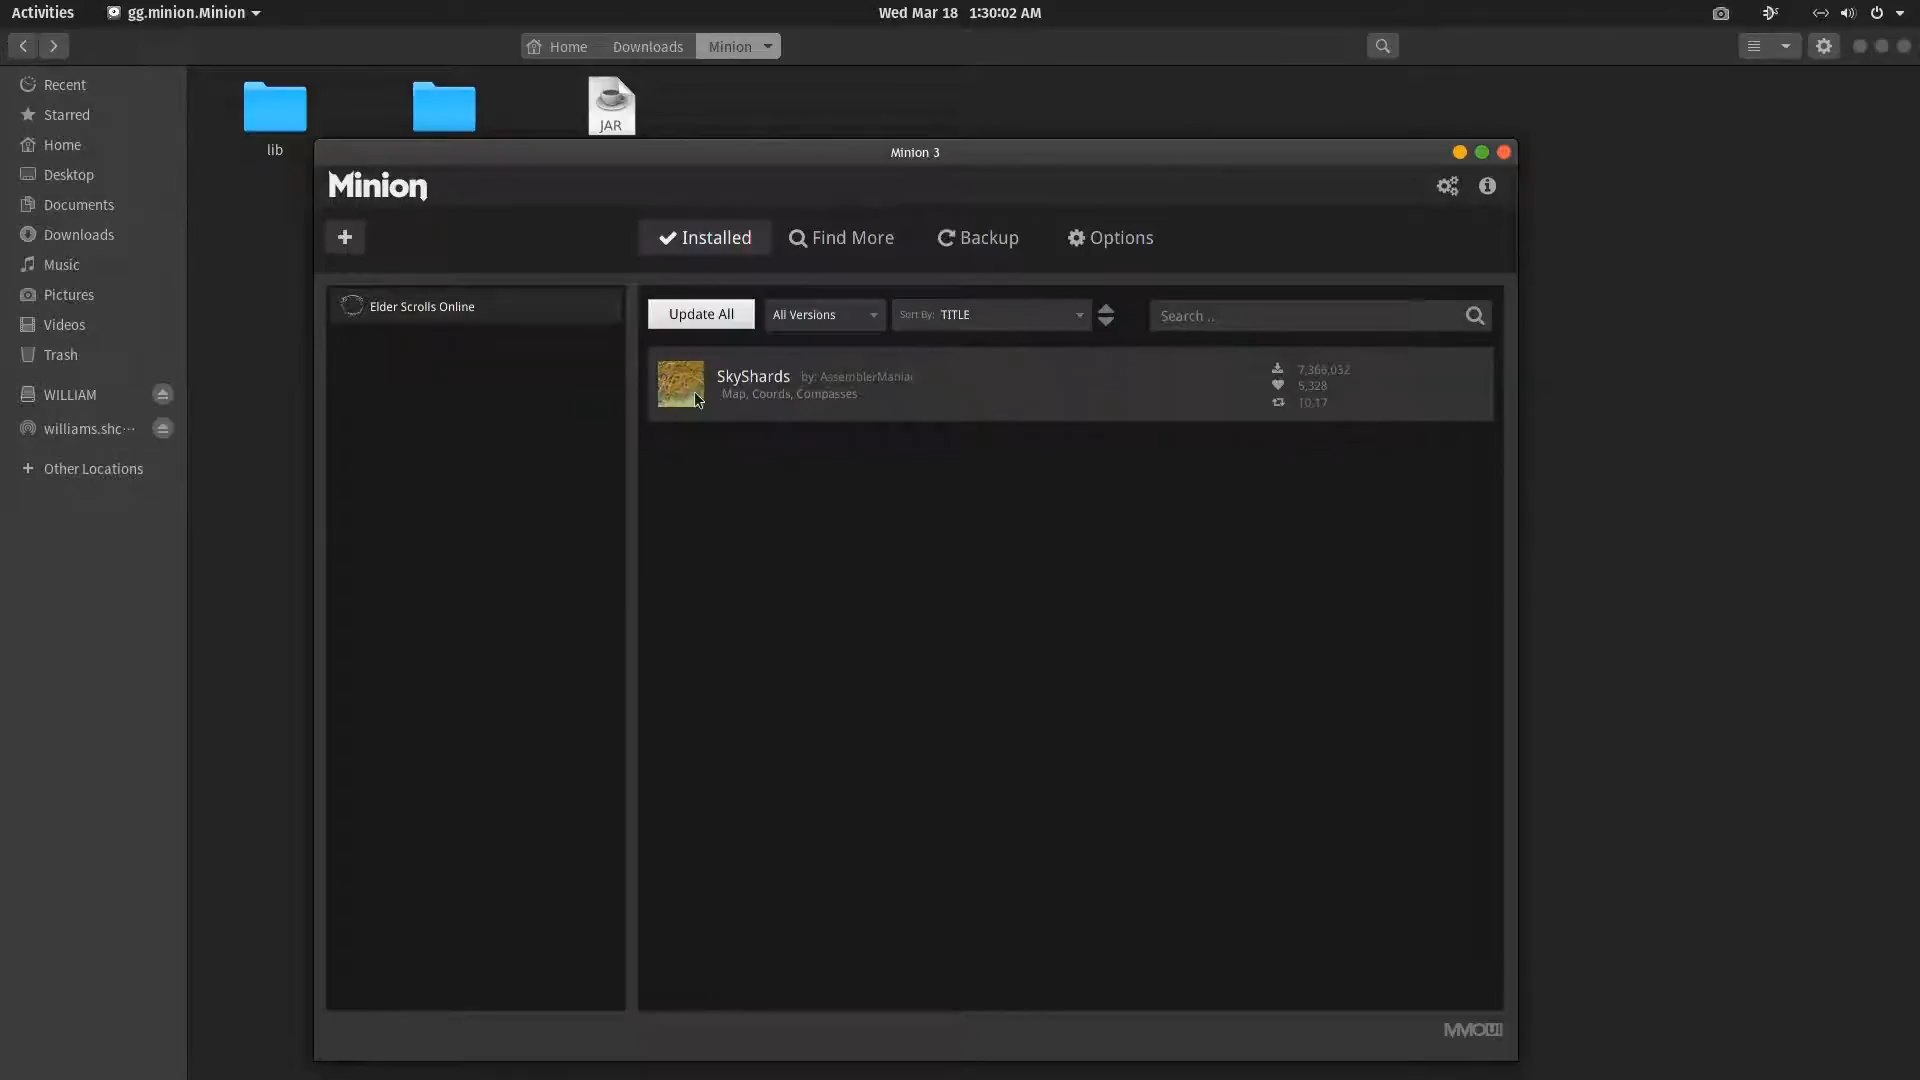 Activities
gg.minion.Minion
Wed Mar 18 1:30:02 AM
Home
Downloads
Minion
Recent
Starred
Home
Desktop
Documents
Downloads
Music
Pictures
Videos
Trash
WILLIAM
williams.shc···
Other Locations
lib
JAR
Minion 3
Minion
Installed
Find More
Backup
Options
Elder Scrolls Online
Update All
All Versions
Sort By: TITLE
Search ..
SkyShards by: AssemblerManiac
Map, Coords, Compasses
7,366,032
5,328
10.17
MMOUI